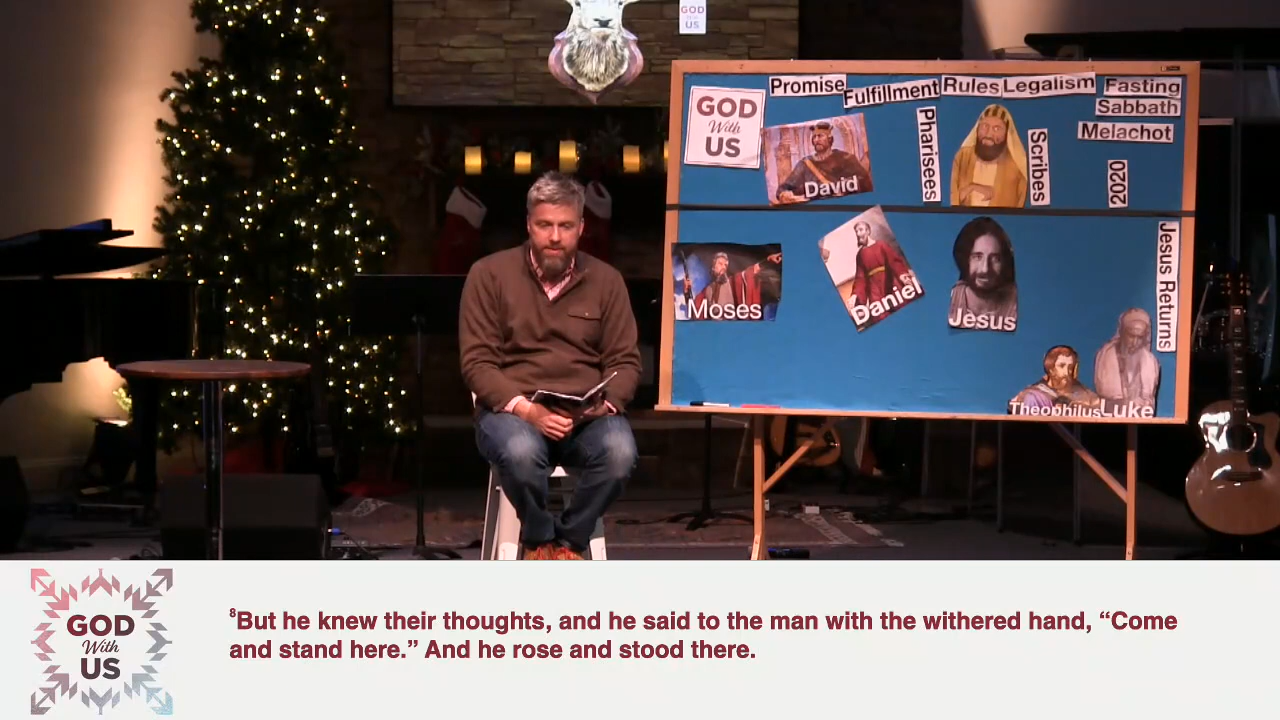 GOD
US
GOD
With
US
Promise
Fulfillment
Rules
Legalism
Fasting
Sabbath
Melachot
2020
David
Pharisees
Scribes
Moses
Daniel
Jesus
Jesus Returns
Theophilus
Luke
GOD
With
US
⁸But he knew their thoughts, and he said to the man with the withered hand, “Come
and stand here.” And he rose and stood there.